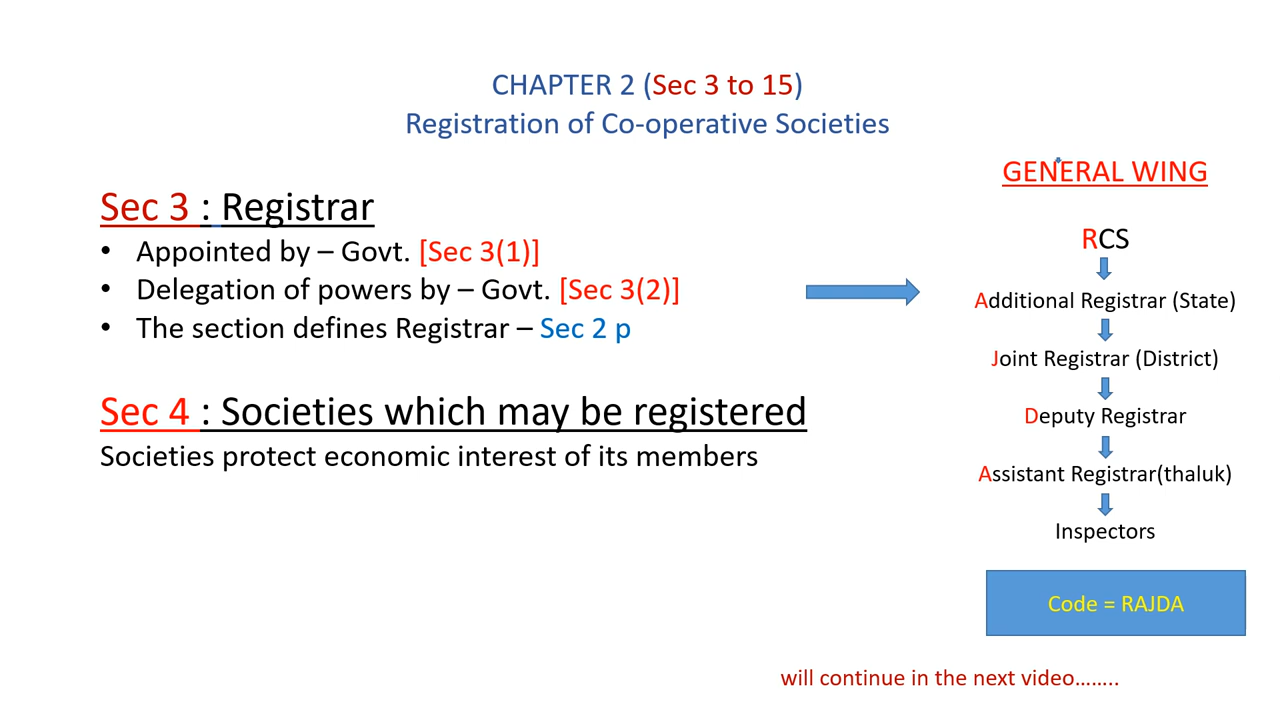 CHAPTER 2 (Sec 3 to 15)
Registration of Co-operative Societies
Sec 3 : Registrar
• Appointed by – Govt. [Sec 3(1)]
• Delegation of powers by – Govt. [Sec 3(2)]
• The section defines Registrar – Sec 2 p
Sec 4 : Societies which may be registered
Societies protect economic interest of its members
GENERAL WING
RCS
Additional Registrar (State)
Joint Registrar (District)
Deputy Registrar
Assistant Registrar(thaluk)
Inspectors
Code = RAJDA
will continue in the next video……..